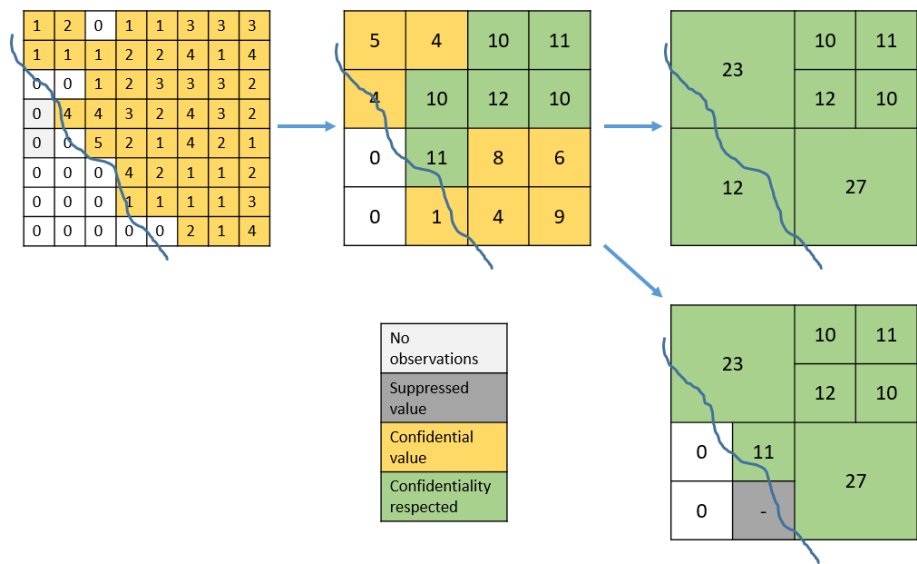 1 2 0 1 1 3 3 3
1 1 1 2 2 4 1 4
0 0 1 2 3 3 3 2
0 4 4 3 2 4 3 2
0 0 5 2 1 4 2 1
0 0 0 4 2 1 1 2
0 0 0 1 1 1 1 3
0 0 0 0 0 2 1 4
5 4 10 11
4 10 12 10
0 11 8 6
0 1 4 9
23 10 11
12 10
12 27
No
observations
Suppressed
value
Confidential
value
Confidentiality
respected
23 10 11
12 10
0 11 27
0 -